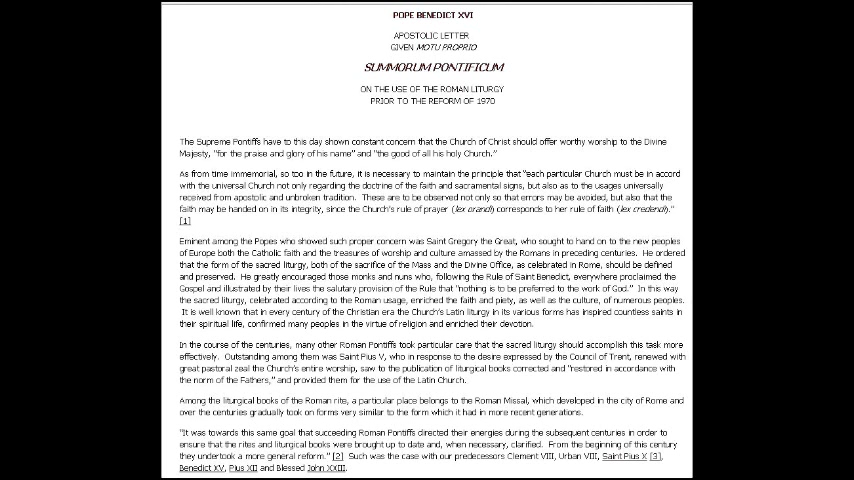 POPE BENEDICT XVI
APOSTOLIC LETTER
GIVEN MOTU PROPRIO
SUMMORUM PONTIFICUM
ON THE USE OF THE ROMAN LITURGY
PRIOR TO THE REFORM OF 1970
The Supreme Pontiffs have to this day shown constant concern that the Church of Christ should offer worthy worship to the Divine
Majesty, “for the praise and glory of his name” and “the good of all his holy Church.”
As from time immemorial, so too in the future, it is necessary to maintain the principle that “each particular Church must be in accord
with the universal Church not only regarding the doctrine of the faith and sacramental signs, but also as to the usages universally
received from apostolic and unbroken tradition. These are to be observed not only so that errors may be avoided, but also that the
faith may be handed on in its integrity, since the Church's rule of prayer (lex orandi) corresponds to her rule of faith (lex credendi).”
[1]
Eminent among the Popes who showed such proper concern was Saint Gregory the Great, who sought to hand on to the new peoples
of Europe both the Catholic faith and the treasures of worship and culture amassed by the Romans in preceding centuries. He ordered
that the form of the sacred liturgy, both of the sacrifice of the Mass and the Divine Office, as celebrated in Rome, should be defined
and preserved. He greatly encouraged those monks and nuns who, following the Rule of Saint Benedict, everywhere proclaimed the
Gospel and illustrated by their lives the salutary provision of the Rule that “nothing is to be preferred to the work of God.” In this way
the sacred liturgy, celebrated according to the Roman usage, enriched the faith and piety, as well as the culture, of numerous peoples.
It is well known that in every century of the Christian era the Church's Latin liturgy in its various forms has inspired countless saints in
their spiritual life, confirmed many peoples in the virtue of religion and enriched their devotion.
In the course of the centuries, many other Roman Pontiffs took particular care that the sacred liturgy should accomplish this task more
effectively. Outstanding among them was Saint Pius V, who in response to the desire expressed by the Council of Trent, renewed with
great pastoral zeal the Church's entire worship, saw to the publication of liturgical books corrected and “restored in accordance with
the norm of the Fathers,” and provided them for the use of the Latin Church.
Among the liturgical books of the Roman rite, a particular place belongs to the Roman Missal, which developed in the city of Rome and
over the centuries gradually took on forms very similar to the form which it had in more recent generations.
“It was towards this same goal that succeeding Roman Pontiffs directed their energies during the subsequent centuries in order to
ensure that the rites and liturgical books were brought up to date and, when necessary, clarified. From the beginning of this century
they undertook a more general reform.” [2] Such was the case with our predecessors Clement VIII, Urban VIII, Saint Pius X [3],
Benedict XV, Pius XII and Blessed John XXIII.